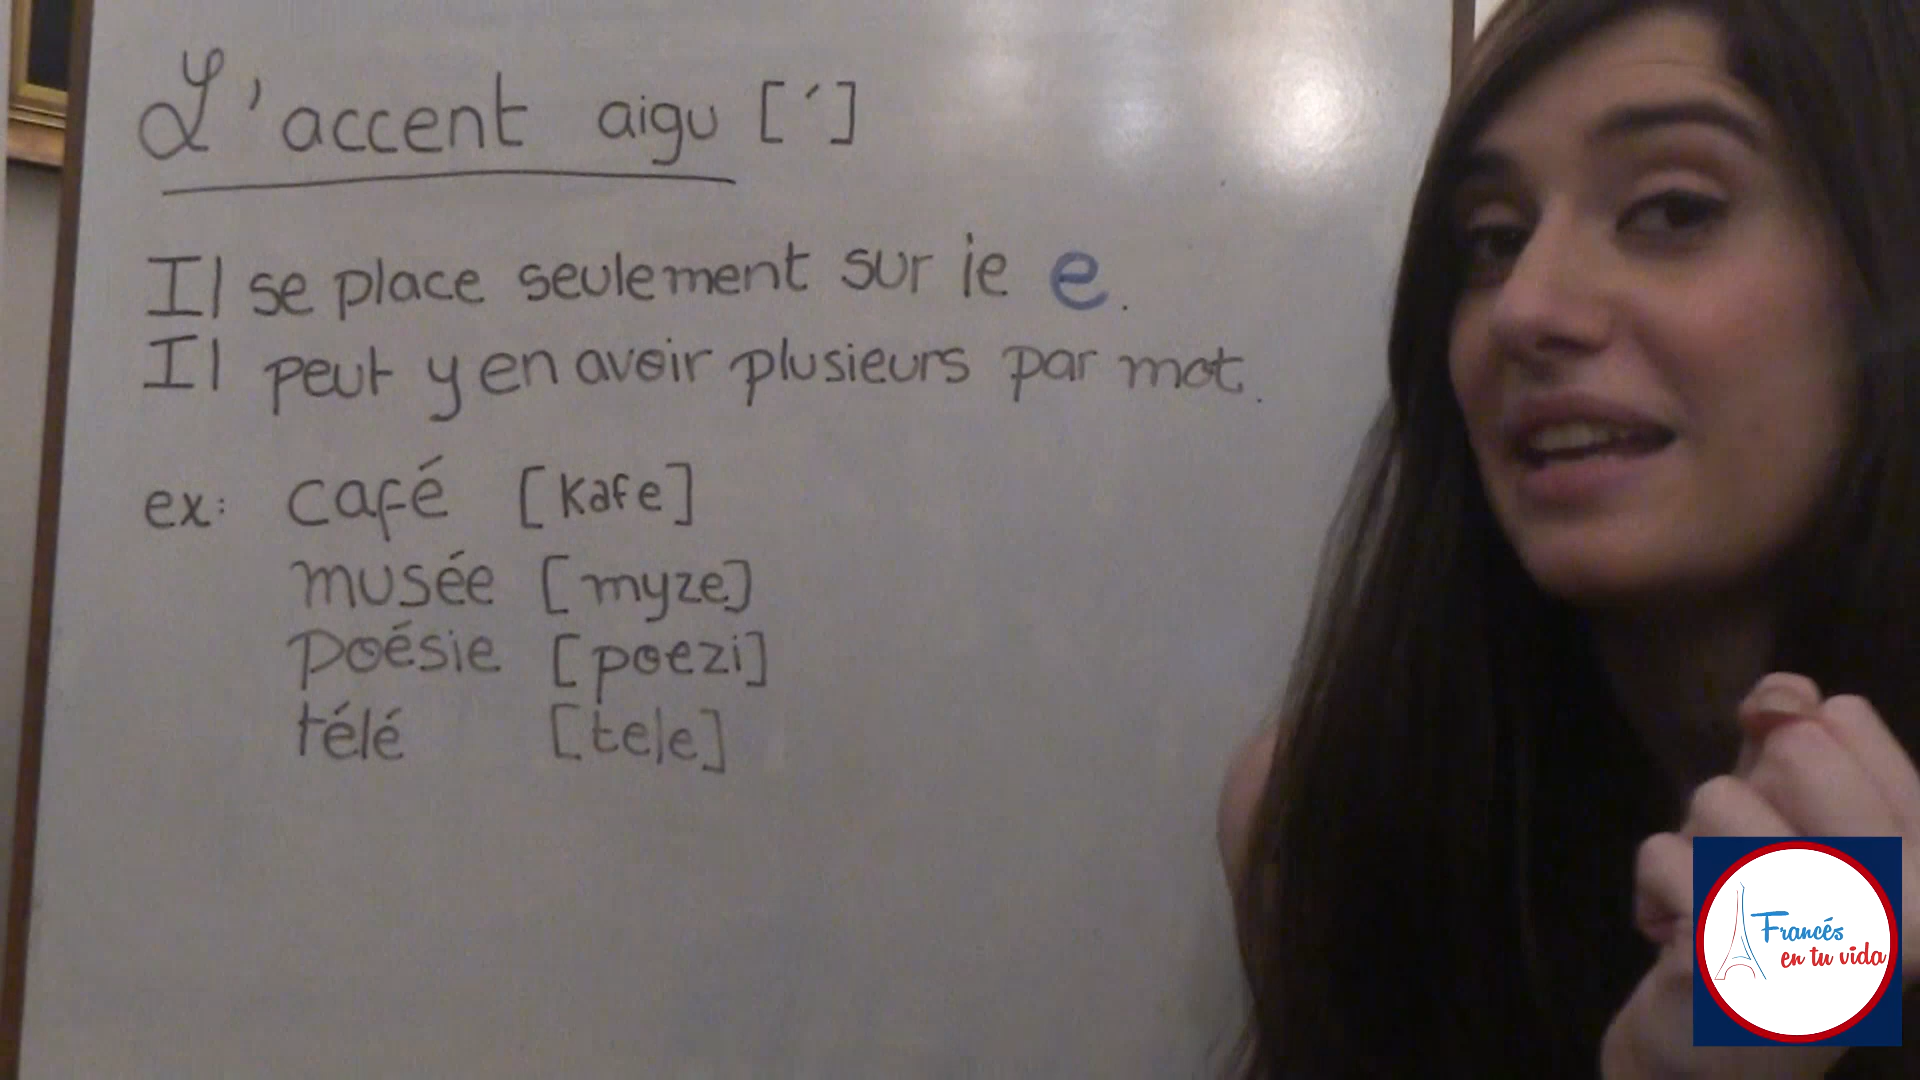 L'accent aigu [´]
Il se place seulement sur le e.
Il peut y en avoir plusieurs par mot.
ex: café [kafe]
musée [myze]
poésie [poezi]
télé [tele]
Francés
en tu vida